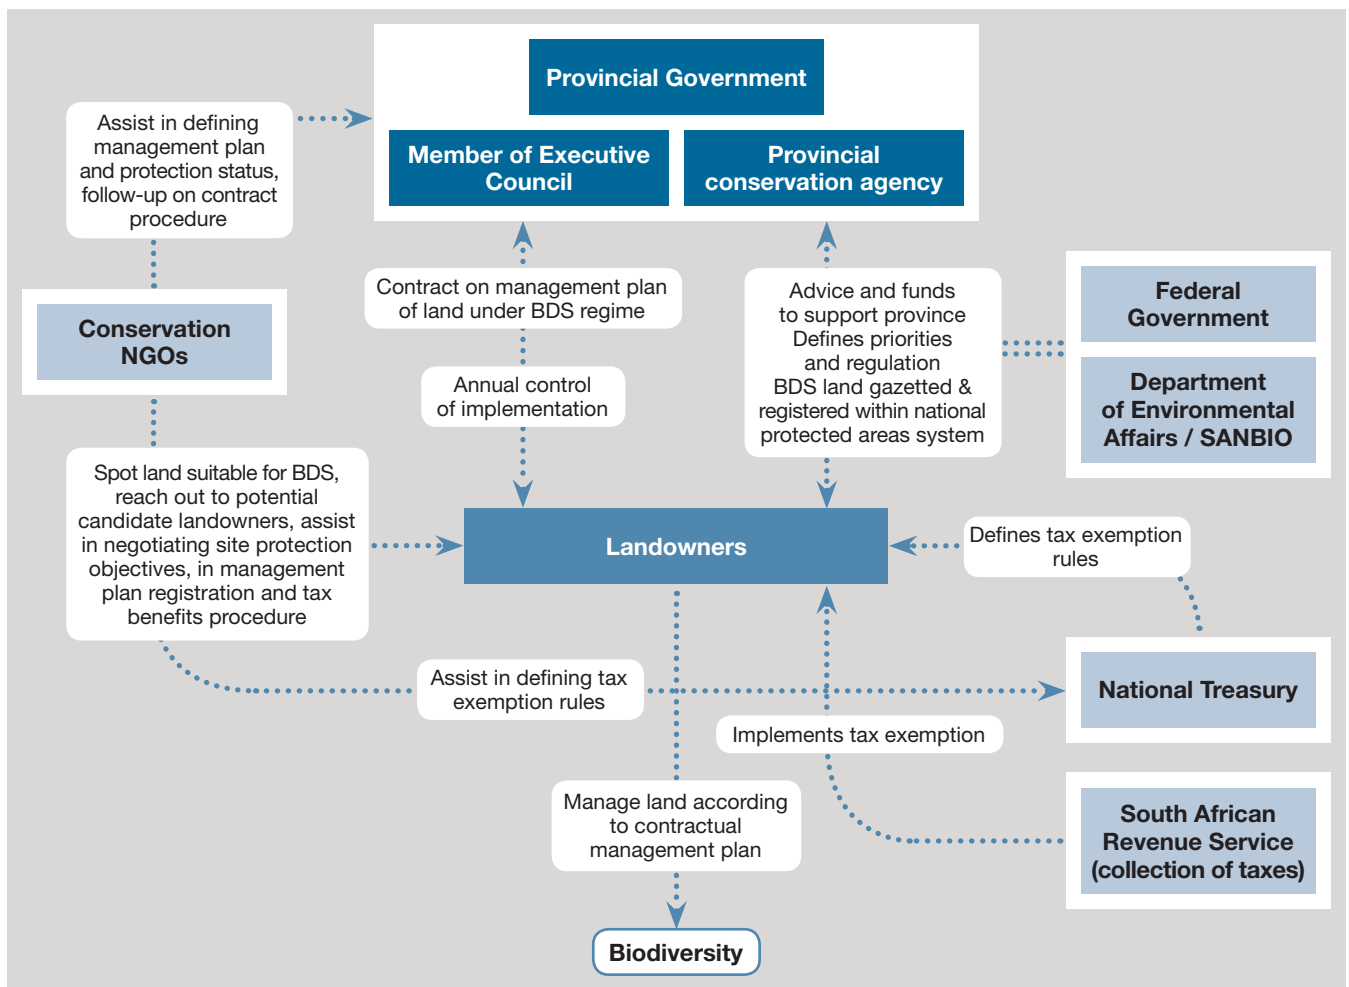 Provincial Government
Member of Executive
Council
Provincial
conservation agency
Assist in defining
management plan
and protection status,
follow-up on contract
procedure
Conservation
NGOs
Contract on management plan
of land under BDS regime
Annual control
of implementation
Advice and funds
to support province
Defines priorities
and regulation
BDS land gazetted &
registered within national
protected areas system
Federal
Government
Department
of Environmental
Affairs / SANBIO
Spot land suitable for BDS,
reach out to potential
candidate landowners, assist
in negotiating site protection
objectives, in management
plan registration and tax
benefits procedure
Landowners
Defines tax exemption
rules
Assist in defining tax
exemption rules
National Treasury
Implements tax exemption
Manage land according
to contractual
management plan
South African
Revenue Service
(collection of taxes)
Biodiversity